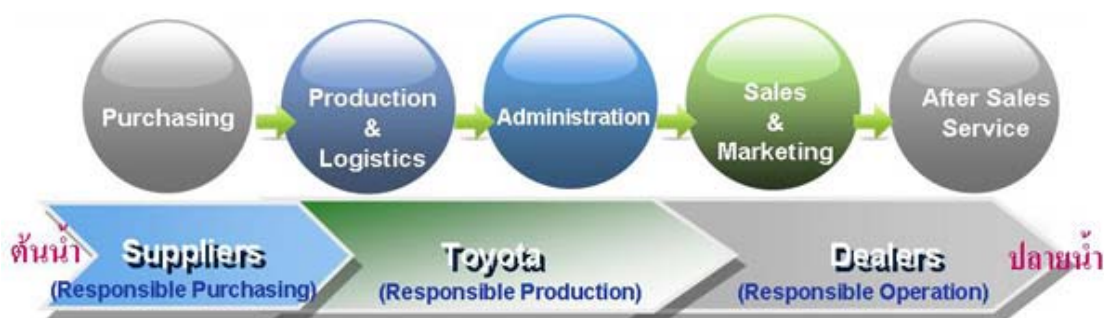 Purchasing
Production
&
Logistics
Administration
Sales
&
Marketing
After Sales
Service
ต้นน้ำ
Suppliers
(Responsible Purchasing)
Toyota
(Responsible Production)
Dealers
(Responsible Operation)
ปลายน้ำ